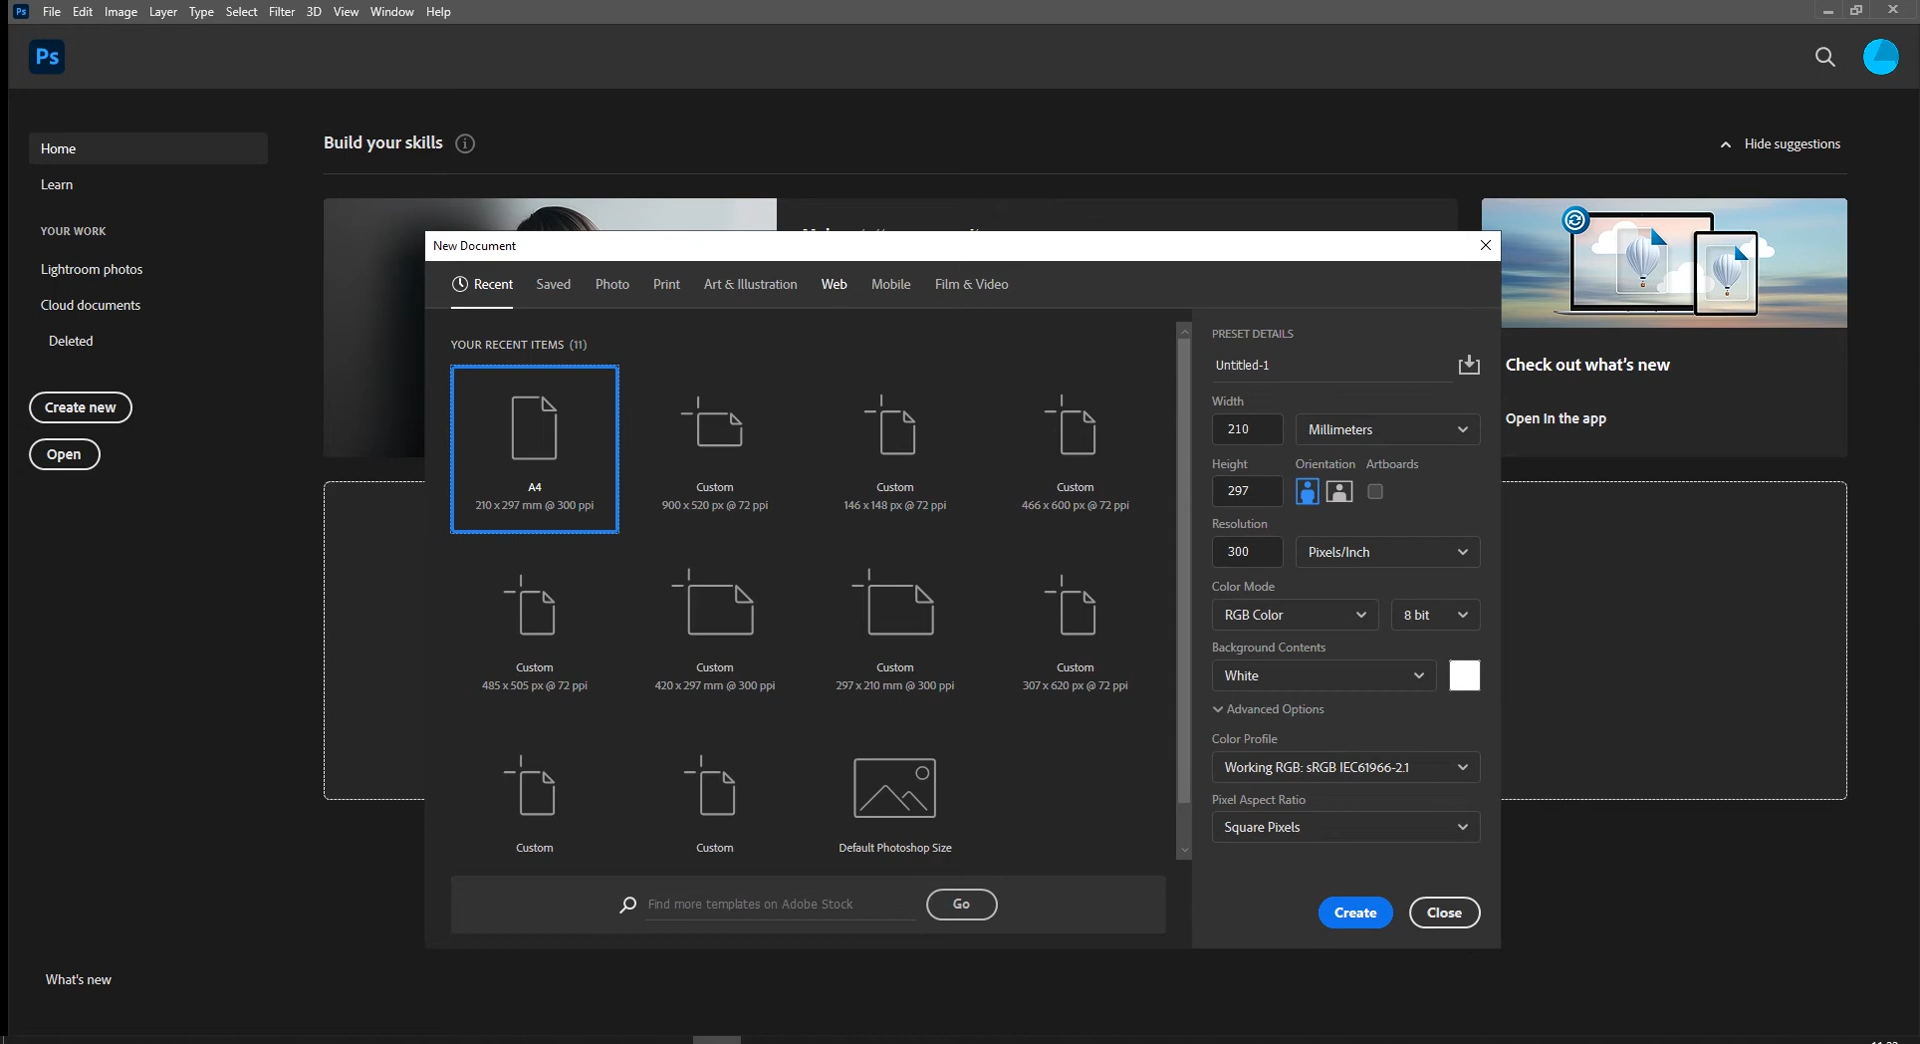 Ps File Edit Image Layer Type Select Filter 3D View Window Help
Ps
Home
Learn
YOUR WORK
Lightroom photos
Cloud documents
Deleted
Create new
Open
What's new
Build your skills
Hide suggestions
Check out what's new
Open In the app
New Document
Recent Saved Photo Print Art & Illustration Web Mobile Film & Video
YOUR RECENT ITEMS (11)
A4
210 x 297 mm @ 300 ppi
Custom
900 x 520 px @ 72 ppi
Custom
146 x 148 px @ 72 ppi
Custom
466 x 600 px @ 72 ppi
Custom
485 x 505 px @ 72 ppi
Custom
420 x 297 mm @ 300 ppi
Custom
297 x 210 mm @ 300 ppi
Custom
307 x 620 px @ 72 ppi
Custom
Custom
Default Photoshop Size
Find more templates on Adobe Stock
Go
PRESET DETAILS
Untitled-1
Width
210 Millimeters
Height Orientation Artboards
297
Resolution
300 Pixels/Inch
Color Mode
RGB Color 8 bit
Background Contents
White
Advanced Options
Color Profile
Working RGB: sRGB IEC61966-2.1
Pixel Aspect Ratio
Square Pixels
Create Close